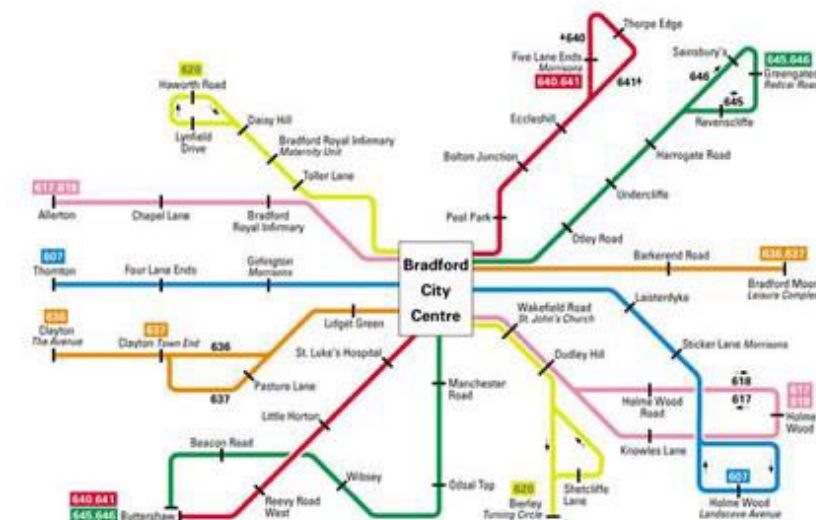 640
Thorpe Edge
Five Lane Ends
Morrisons
640.641
641
Sainsbury's
645.646
646
Greengates
Redcar Road
645
Ravenscliffe
620
Haworth Road
Lynfield
Drive
Daisy Hill
Bradford Royal Infirmary
Maternity Unit
Toller Lane
Eccleshill
Bolton Junction
Harrogate Road
Undercliffe
Peel Park
Otley Road
617.618
Allerton
Chapel Lane
Bradford
Royal Infirmary
Bradford
City
Centre
Barkerend Road
636.637
Bradford Moor
Leisure Complex
607
Thornton
Four Lane Ends
Girlington
Morrisons
Laisterdyke
Wakefield Road
St. John's Church
Sticker Lane Morrisons
Dudley Hill
636
Clayton
The Avenue
637
Clayton Town End
636
Lidget Green
Pasture Lane
637
St. Luke's Hospital
Manchester
Road
618
617
617
618
Holme Wood
Road
Holme
Wood
Knowles Lane
Little Horton
Beacon Road
Wibsey
Odsal Top
Reevy Road
West
640.641
645.646
Buttershaw
620
Bierley
Turning Circle
Shetcliffe
Lane
607
Holme Wood
Landscove Avenue